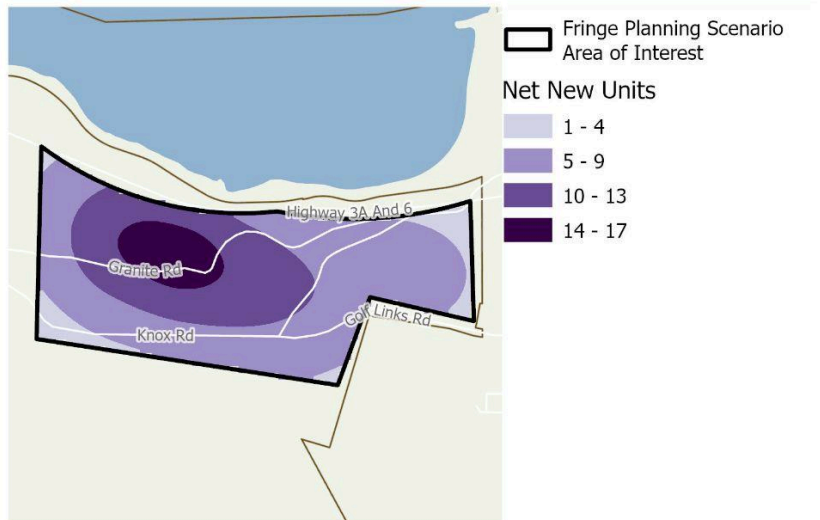 Fringe Planning Scenario
Area of Interest
Net New Units
1 - 4
5 - 9
10 - 13
14 - 17
Highway 3A And 6
Granite Rd
Golf Links Rd
Knox Rd